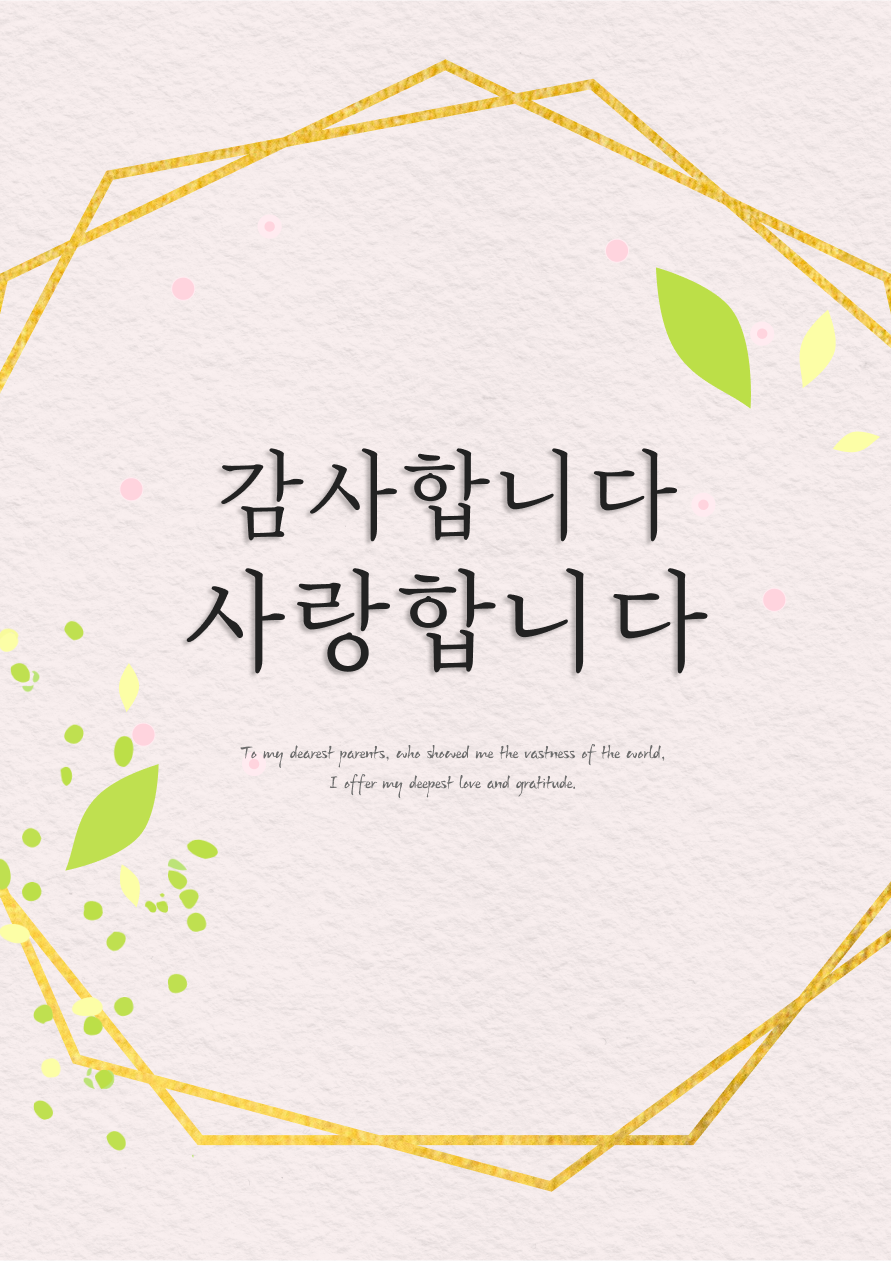 감사합니다
사랑합니다
To my dearest parents, who showed me the vastness of the world,
I offer my deepest love and gratitude.